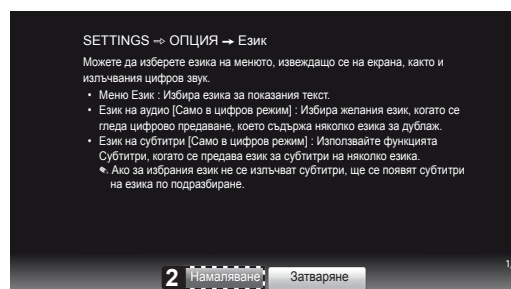 SETTINGS ⇨ ОПЦИЯ ➙ Език
Можете да изберете езика на менюто, извеждащо се на екрана, както и
излъчвания цифров звук.
• Меню Език : Избира езика за показания текст.
• Език на аудио [Само в цифров режим] : Избира желания език, когато се
гледа цифрово предаване, което съдържа няколко езика за дублаж.
• Език на субтитри [Само в цифров режим] : Използвайте функцията
Субтитри, когато се предава език за субтитри на няколко езика.
✎ Ако за избрания език не се излъчват субтитри, ще се появят субтитри
на езика по подразбиране.
1/
2 Намаляване Затваряне